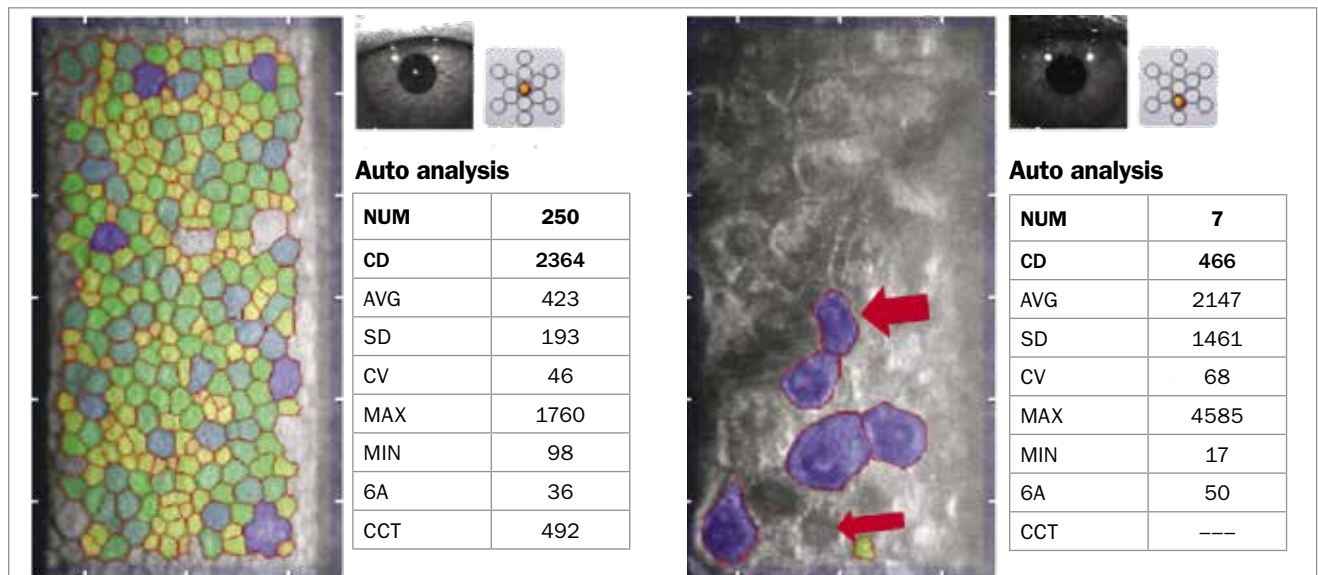 Auto analysis
NUM 250
CD 2364
AVG 423
SD 193
CV 46
MAX 1760
MIN 98
6A 36
CCT 492
Auto analysis
NUM 7
CD 466
AVG 2147
SD 1461
CV 68
MAX 4585
MIN 17
6A 50
CCT –––